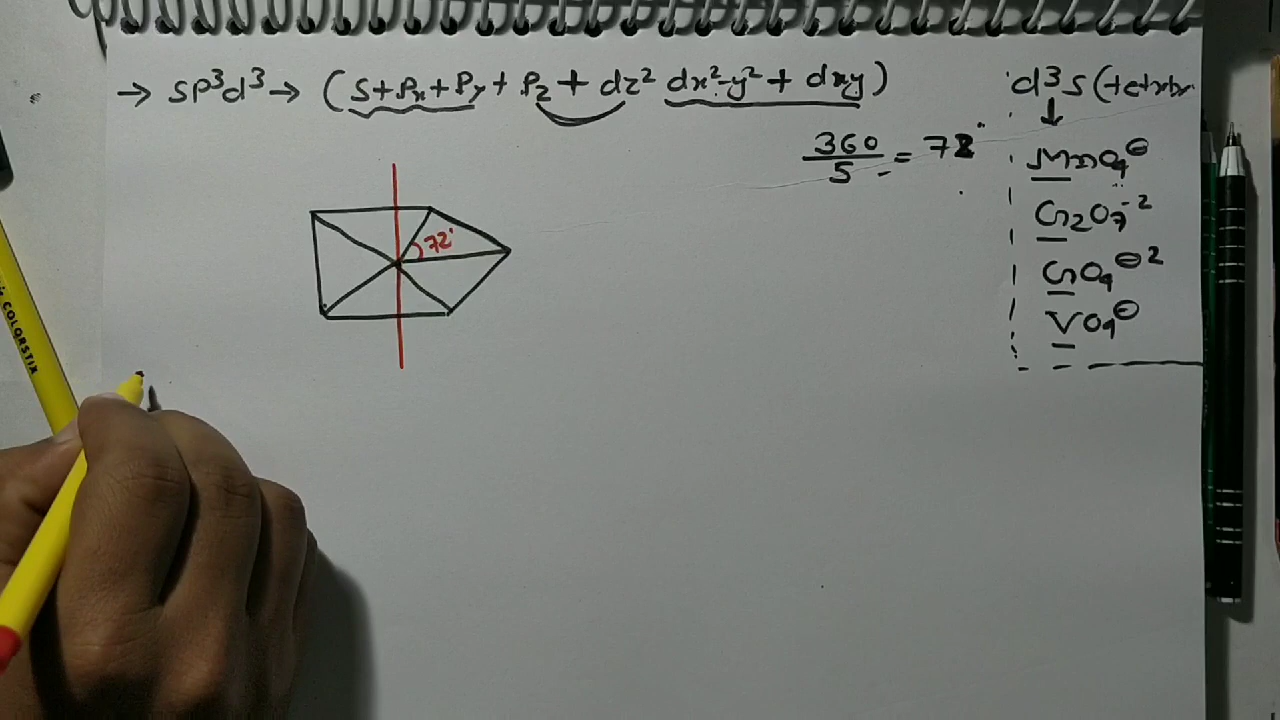 → sp³d³ → (s+Px+Py+Pz+dz² dx²-y²+dxy)
360/5 = 72°
72°
d³s (tetra
↓
MnO₄⊖
Cr₂O₇⁻²
CrO₄⊖²
VO₄⊖
COLORSTIX